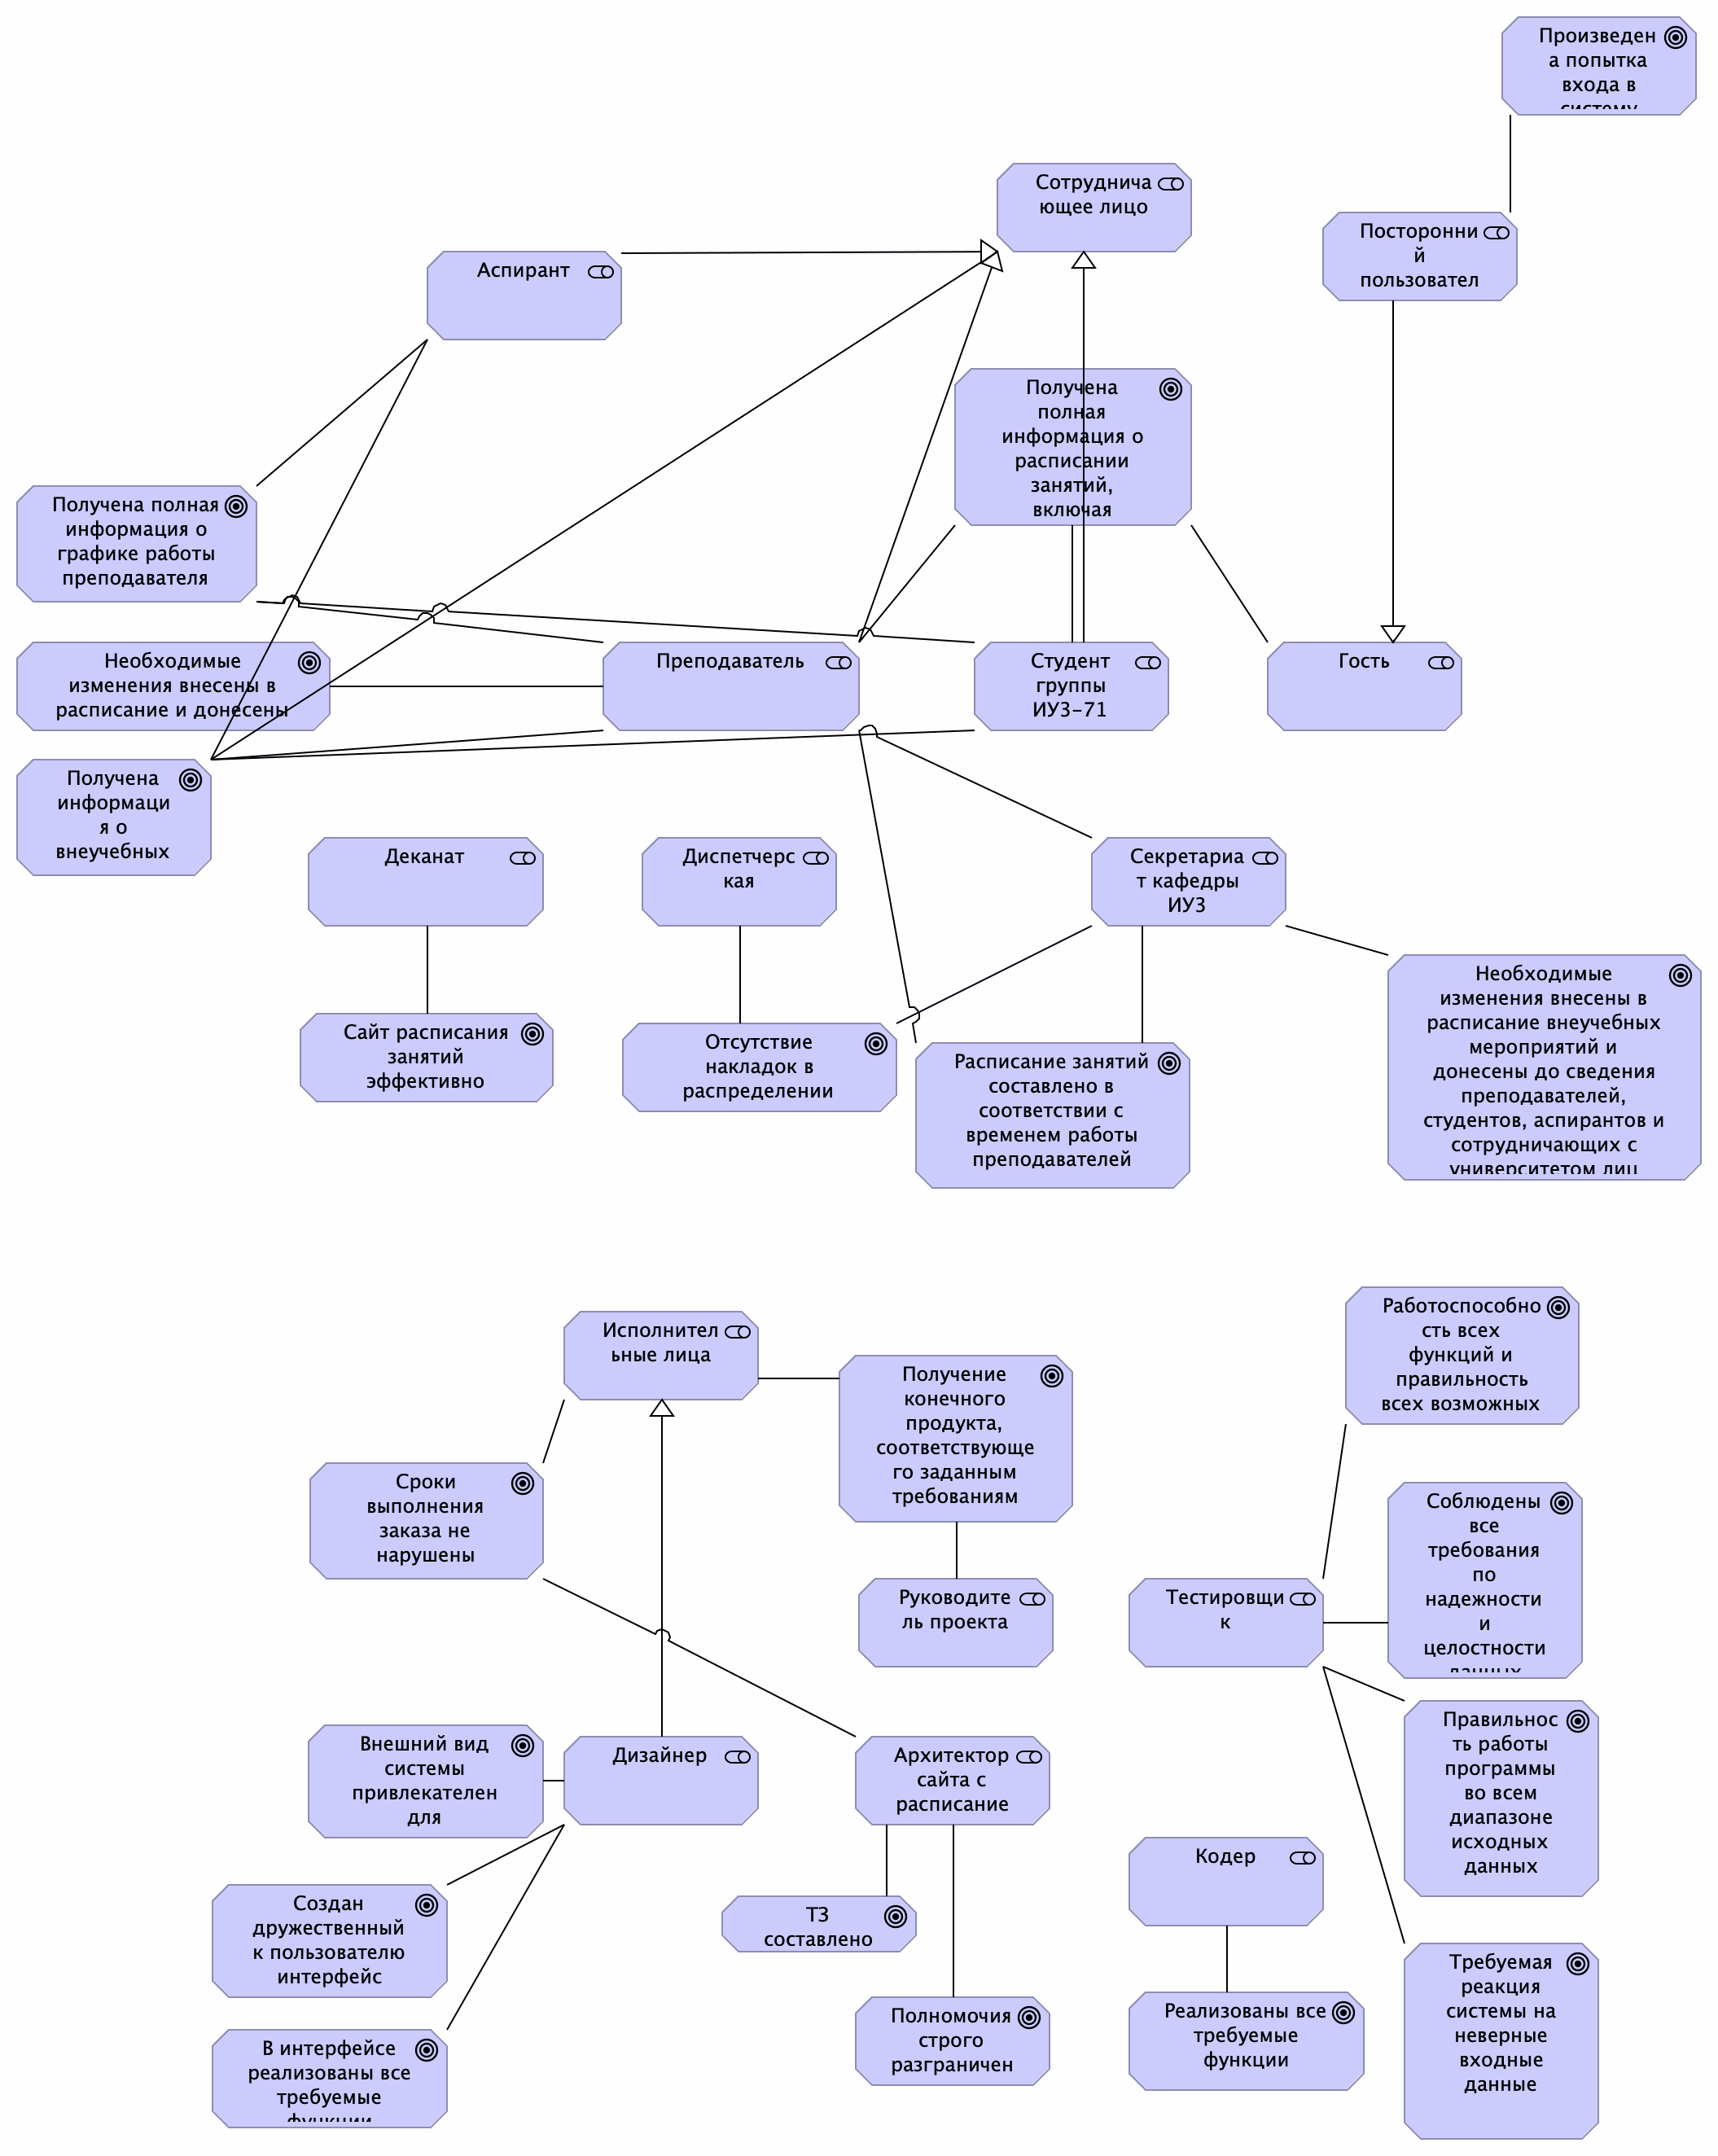 Произведен
а попытка
входа в
систему
Сотруднича
ющее лицо
Посторонни
й
пользовател
Аспирант
Получена
полная
информация о
расписании
занятий,
включая
Получена полная
информация о
графике работы
преподавателя
Необходимые
изменения внесены в
расписание и донесены
Преподаватель
Студент
группы
ИУ3-71
Гость
Получена
информаци
я о
внеучебных
Деканат
Диспетчерс
кая
Секретариа
т кафедры
ИУ3
Сайт расписания
занятий
эффективно
Отсутствие
накладок в
распределении
Расписание занятий
составлено в
соответствии с
временем работы
преподавателей
Необходимые
изменения внесены в
расписание внеучебных
мероприятий и
донесены до сведения
преподавателей,
студентов, аспирантов и
сотрудничающих с
университетом лиц
Исполнител
ьные лица
Получение
конечного
продукта,
соответствующе
го заданным
требованиям
Работоспособно
сть всех
функций и
правильность
всех возможных
Сроки
выполнения
заказа не
нарушены
Соблюдены
все
требования
по
надежности
и
целостности
данных
Руководите
ль проекта
Тестировщи
к
Правильнос
ть работы
программы
во всем
диапазоне
исходных
данных
Внешний вид
системы
привлекателен
для
Дизайнер
Архитектор
сайта с
расписание
Кодер
Создан
дружественный
к пользователю
интерфейс
ТЗ
составлено
Требуемая
реакция
системы на
неверные
входные
данные
Полномочия
строго
разграничен
Реализованы все
требуемые
функции
В интерфейсе
реализованы все
требуемые
функции